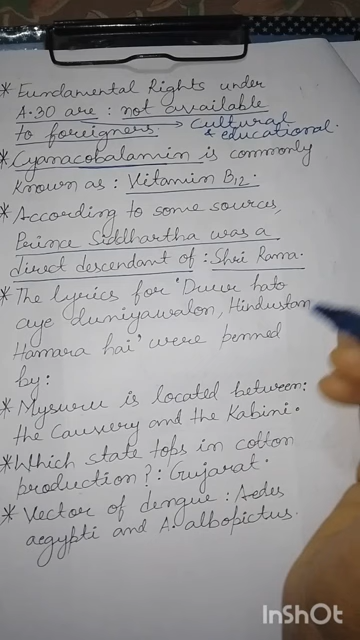 * Fundamental Rights under
A.30 are : not available
to foreigners. → Cultural
& educational.
* Cyanacobalamin is commonly
known as : Vitamin B12.
* According to some sources,
Prince Siddhartha was a
direct descendant of : Shri Rama.
* The lyrics for 'Duur hato
aye duniyawalon, Hindustan
Hamara hai' were penned
by:
* Mysuru is located between:
the Cauvery and the Kabini.
* Which state tops in cotton
production? : Gujarat.
* Vector of dengue : Aedes
aegypti and A. albopictus.
InShOt